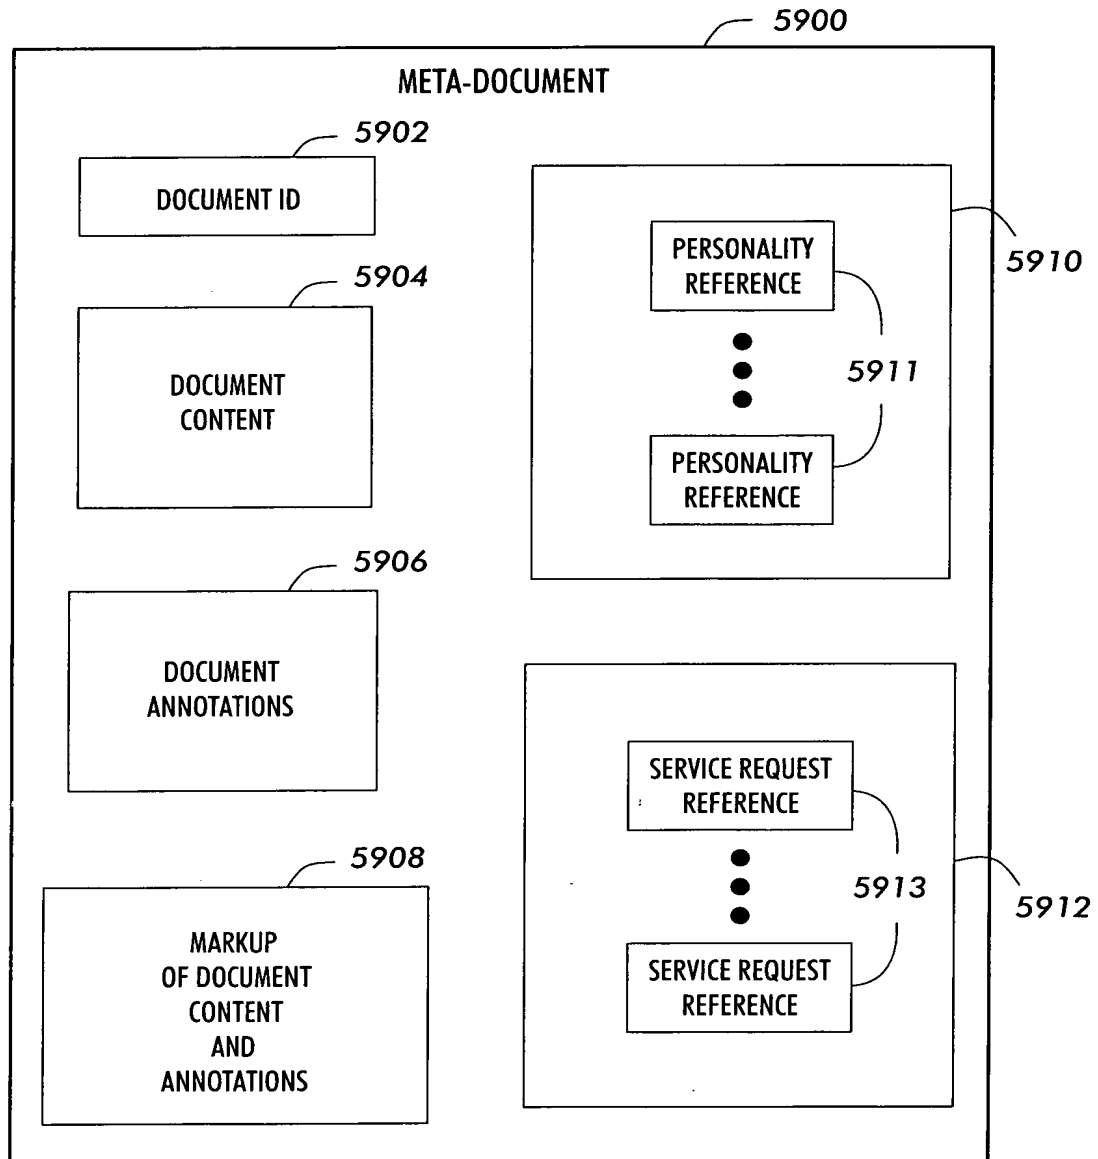 5900
META-DOCUMENT
5902
DOCUMENT ID
5904
DOCUMENT
CONTENT
5906
DOCUMENT
ANNOTATIONS
5908
MARKUP
OF DOCUMENT
CONTENT
AND
ANNOTATIONS
5910
PERSONALITY
REFERENCE
5911
PERSONALITY
REFERENCE
5912
SERVICE REQUEST
REFERENCE
5913
SERVICE REQUEST
REFERENCE